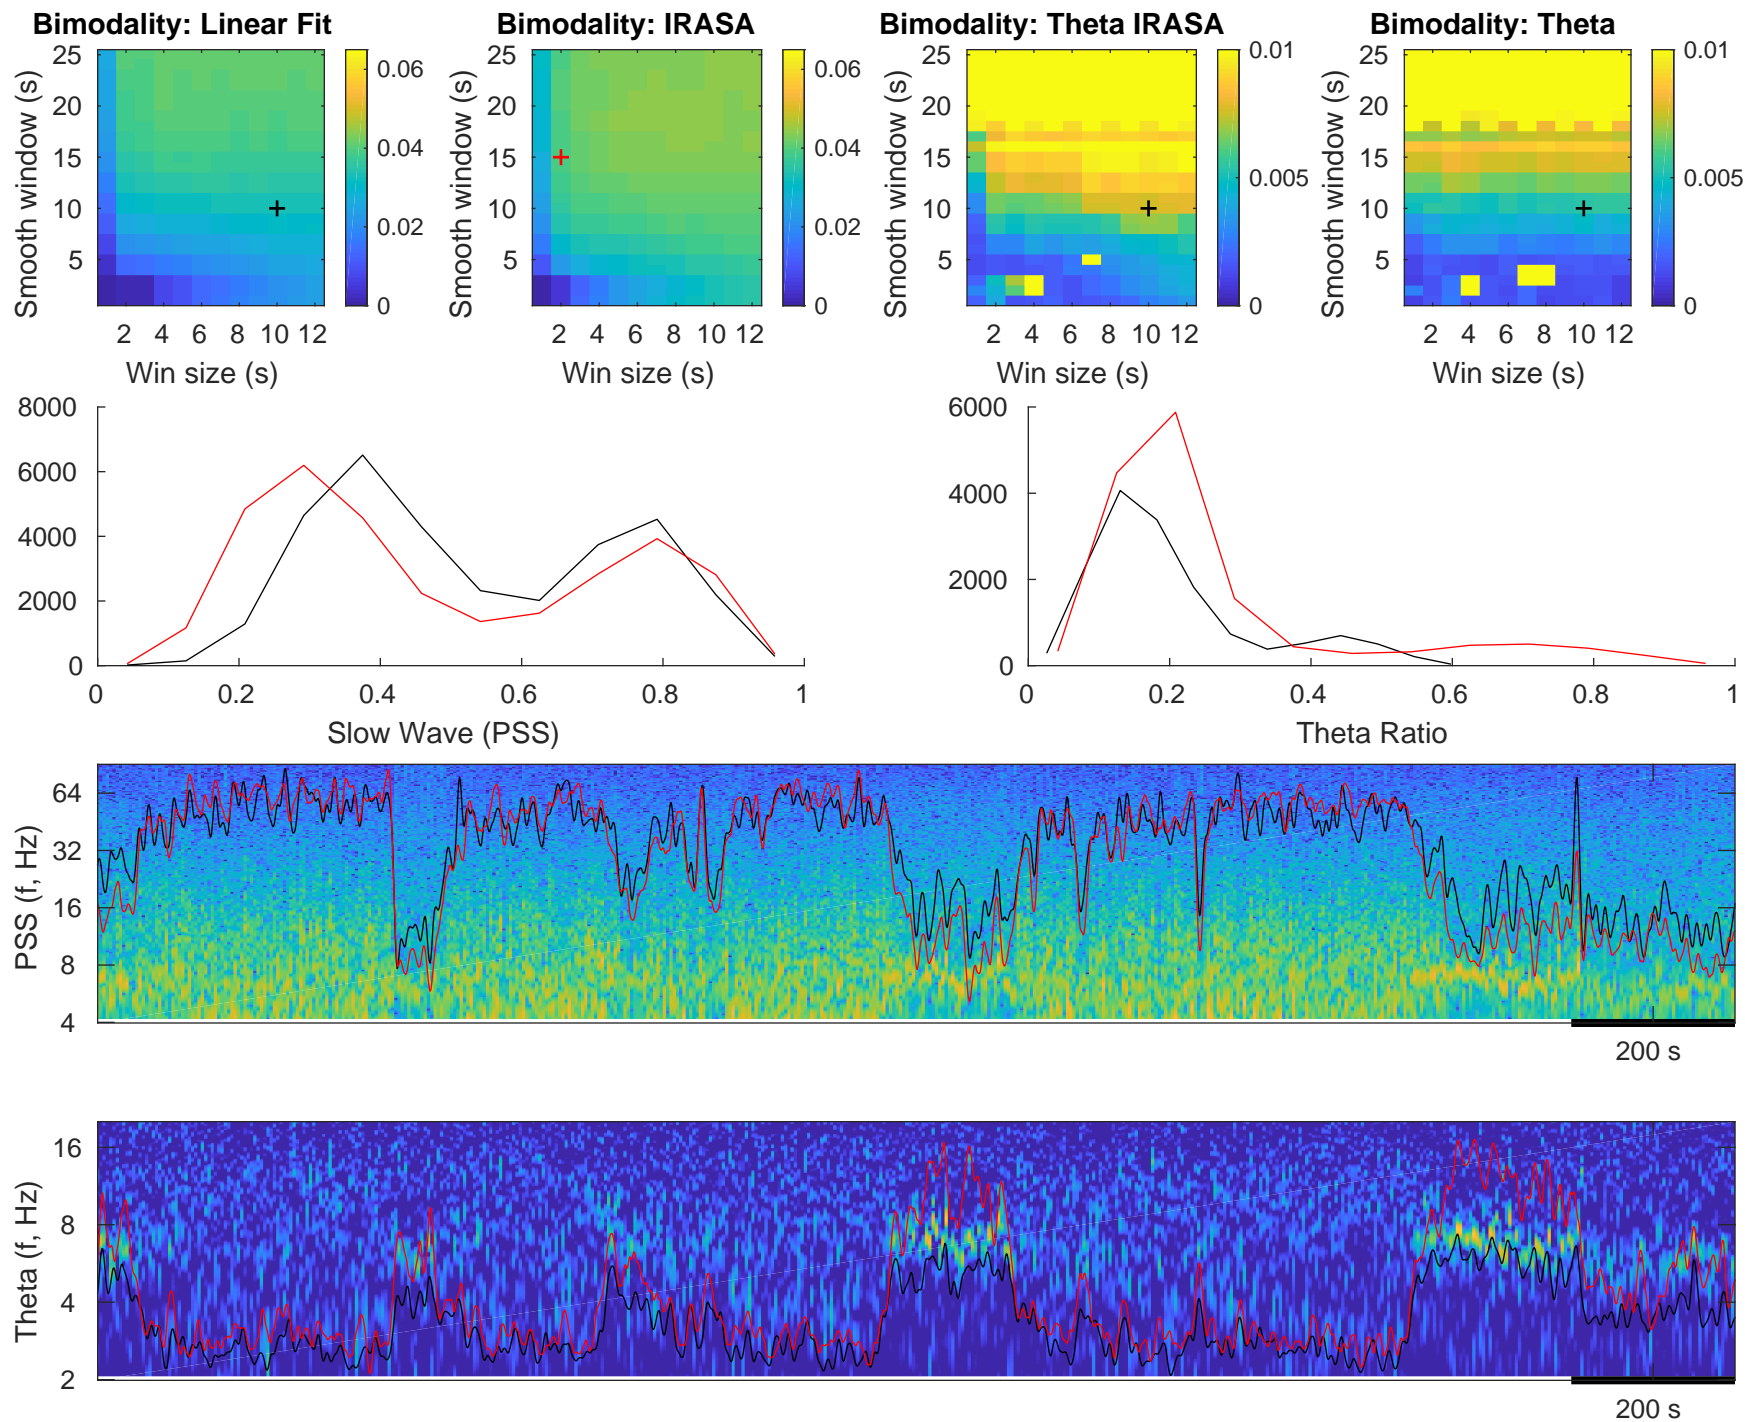 Bimodality: Linear Fit
Bimodality: IRASA
Bimodality: Theta IRASA
Bimodality: Theta
Smooth window (s)
25
20
15
10
5
2 4 6 8 10 12
Win size (s)
0.06
0.04
0.02
0
Smooth window (s)
25
20
15
10
5
2 4 6 8 10 12
Win size (s)
0.06
0.04
0.02
0
Smooth window (s)
25
20
15
10
5
2 4 6 8 10 12
Win size (s)
0.01
0.005
0
Smooth window (s)
25
20
15
10
5
2 4 6 8 10 12
Win size (s)
0.01
0.005
0
8000
6000
4000
2000
0
0 0.2 0.4 0.6 0.8 1
Slow Wave (PSS)
6000
4000
2000
0
0 0.2 0.4 0.6 0.8 1
Theta Ratio
PSS (f, Hz)
64
32
16
8
4
200 s
Theta (f, Hz)
16
8
4
2
200 s